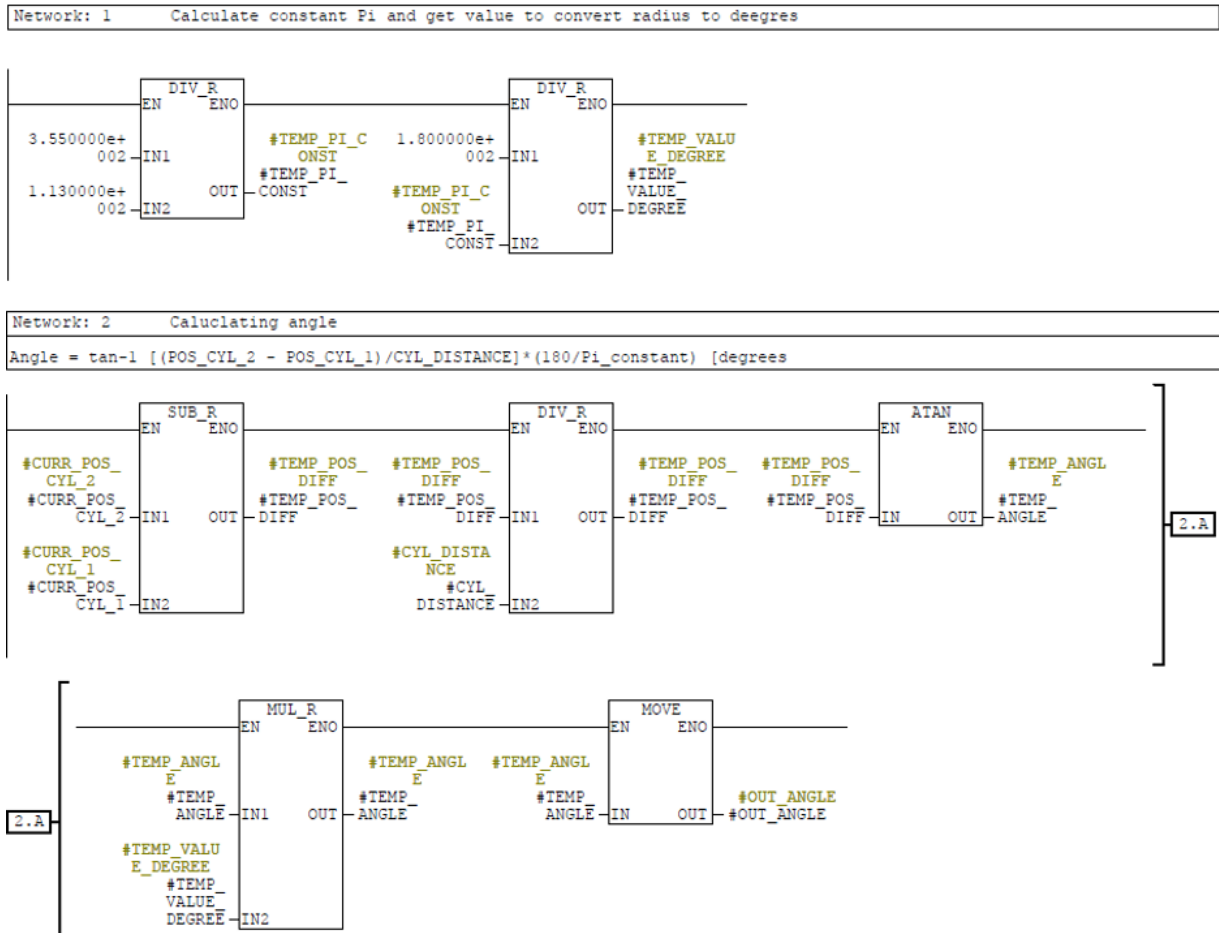 Network: 1 Calculate constant Pi and get value to convert radius to deegres
DIV_R
EN ENO
3.550000e+
002 IN1
1.130000e+
002 IN2
OUT
#TEMP_PI_C
ONST
#TEMP_PI_
CONST
DIV_R
EN ENO
1.800000e+
002 IN1
#TEMP_PI_C
ONST
#TEMP_PI_
CONST IN2
OUT
#TEMP_VALU
E_DEGREE
#TEMP_
VALUE_
DEGREE
Network: 2 Caluclating angle
Angle = tan-1 [(POS_CYL_2 - POS_CYL_1)/CYL_DISTANCE]*(180/Pi_constant) [degrees
SUB_R
EN ENO
#CURR_POS_
CYL_2
#CURR_POS_
CYL_2 IN1
#CURR_POS_
CYL_1
#CURR_POS_
CYL_1 IN2
OUT
#TEMP_POS_
DIFF
#TEMP_POS_
DIFF
DIV_R
EN ENO
#TEMP_POS_
DIFF
#TEMP_POS_
DIFF IN1
#CYL_DISTA
NCE
#CYL_
DISTANCE IN2
OUT
#TEMP_POS_
DIFF
#TEMP_POS_
DIFF
ATAN
EN ENO
#TEMP_POS_
DIFF
#TEMP_POS_
DIFF IN
OUT
#TEMP_ANGL
E
#TEMP_
ANGLE
2.A
2.A
MUL_R
EN ENO
#TEMP_ANGL
E
#TEMP_
ANGLE IN1
#TEMP_VALU
E_DEGREE
#TEMP_
VALUE_
DEGREE IN2
OUT
#TEMP_ANGL
E
#TEMP_
ANGLE
MOVE
EN ENO
#TEMP_ANGL
E
#TEMP_
ANGLE IN
OUT
#OUT_ANGLE
#OUT_ANGLE